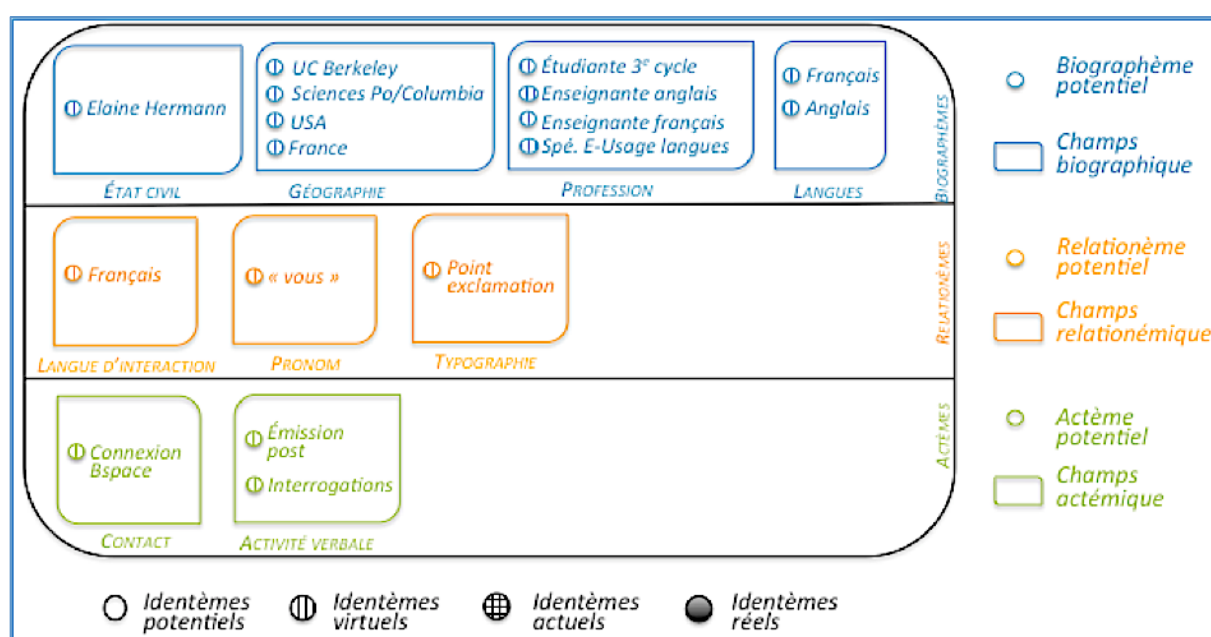 Elaine Hermann
ÉTAT CIVIL
UC Berkeley
Sciences Po/Columbia
USA
France
GÉOGRAPHIE
Étudiante 3e cycle
Enseignante anglais
Enseignante français
Spé. E-Usage langues
PROFESSION
Français
Anglais
LANGUES
BIOGRAPHÈMES
Français
LANGUE D'INTERACTION
« vous »
PRONOM
Point
exclamation
TYPOGRAPHIE
RELATIONÈMES
Connexion
Bspace
CONTACT
Émission
post
Interrogations
ACTIVITÉ VERBALE
ACTÈMES
Biographème
potentiel
Champs
biographique
Relationème
potentiel
Champs
relationémique
Actème
potentiel
Champs
actémique
Identèmes
potentiels
Identèmes
virtuels
Identèmes
actuels
Identèmes
réels